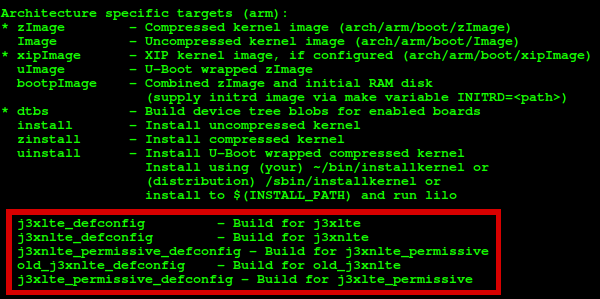 Architecture specific targets (arm):
* zImage        - Compressed kernel image (arch/arm/boot/zImage)
  Image         - Uncompressed kernel image (arch/arm/boot/Image)
* xipImage      - XIP kernel image, if configured (arch/arm/boot/xipImage)
  uImage        - U-Boot wrapped zImage
  bootpImage    - Combined zImage and initial RAM disk
                  (supply initrd image via make variable INITRD=<path>)
* dtbs          - Build device tree blobs for enabled boards
  install       - Install uncompressed kernel
  zinstall      - Install compressed kernel
  uinstall      - Install U-Boot wrapped compressed kernel
                  Install using (your) ~/bin/installkernel or
                  (distribution) /sbin/installkernel or
                  install to $(INSTALL_PATH) and run lilo
  j3xlte_defconfig         - Build for j3xlte
  j3xnlte_defconfig        - Build for j3xnlte
  j3xnlte_permissive_defconfig - Build for j3xnlte_permissive
  old_j3xnlte_defconfig    - Build for old_j3xnlte
  j3xlte_permissive_defconfig - Build for j3xlte_permissive